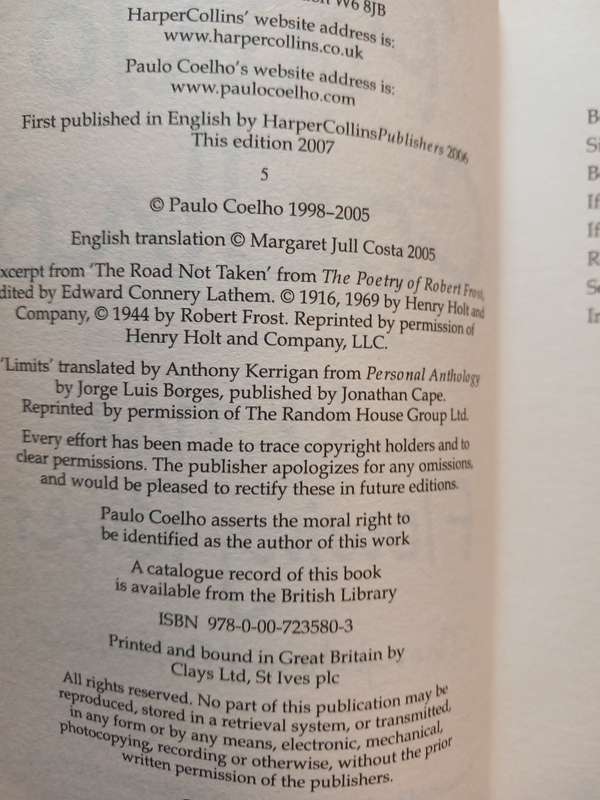 W6 8JB
HarperCollins' website address is:
www.harpercollins.co.uk
Paulo Coelho's website address is:
www.paulocoelho.com
First published in English by HarperCollinsPublishers 2006
This edition 2007
5
© Paulo Coelho 1998–2005
English translation © Margaret Jull Costa 2005
xcerpt from 'The Road Not Taken' from The Poetry of Robert Frost,
dited by Edward Connery Lathem. © 1916, 1969 by Henry Holt and
Company, © 1944 by Robert Frost. Reprinted by permission of
Henry Holt and Company, LLC.
'Limits' translated by Anthony Kerrigan from Personal Anthology
by Jorge Luis Borges, published by Jonathan Cape.
Reprinted by permission of The Random House Group Ltd.
Every effort has been made to trace copyright holders and to
clear permissions. The publisher apologizes for any omissions,
and would be pleased to rectify these in future editions.
Paulo Coelho asserts the moral right to
be identified as the author of this work
A catalogue record of this book
is available from the British Library
ISBN 978-0-00-723580-3
Printed and bound in Great Britain by
Clays Ltd, St Ives plc
All rights reserved. No part of this publication may be
reproduced, stored in a retrieval system, or transmitted,
in any form or by any means, electronic, mechanical,
photocopying, recording or otherwise, without the prior
written permission of the publishers.